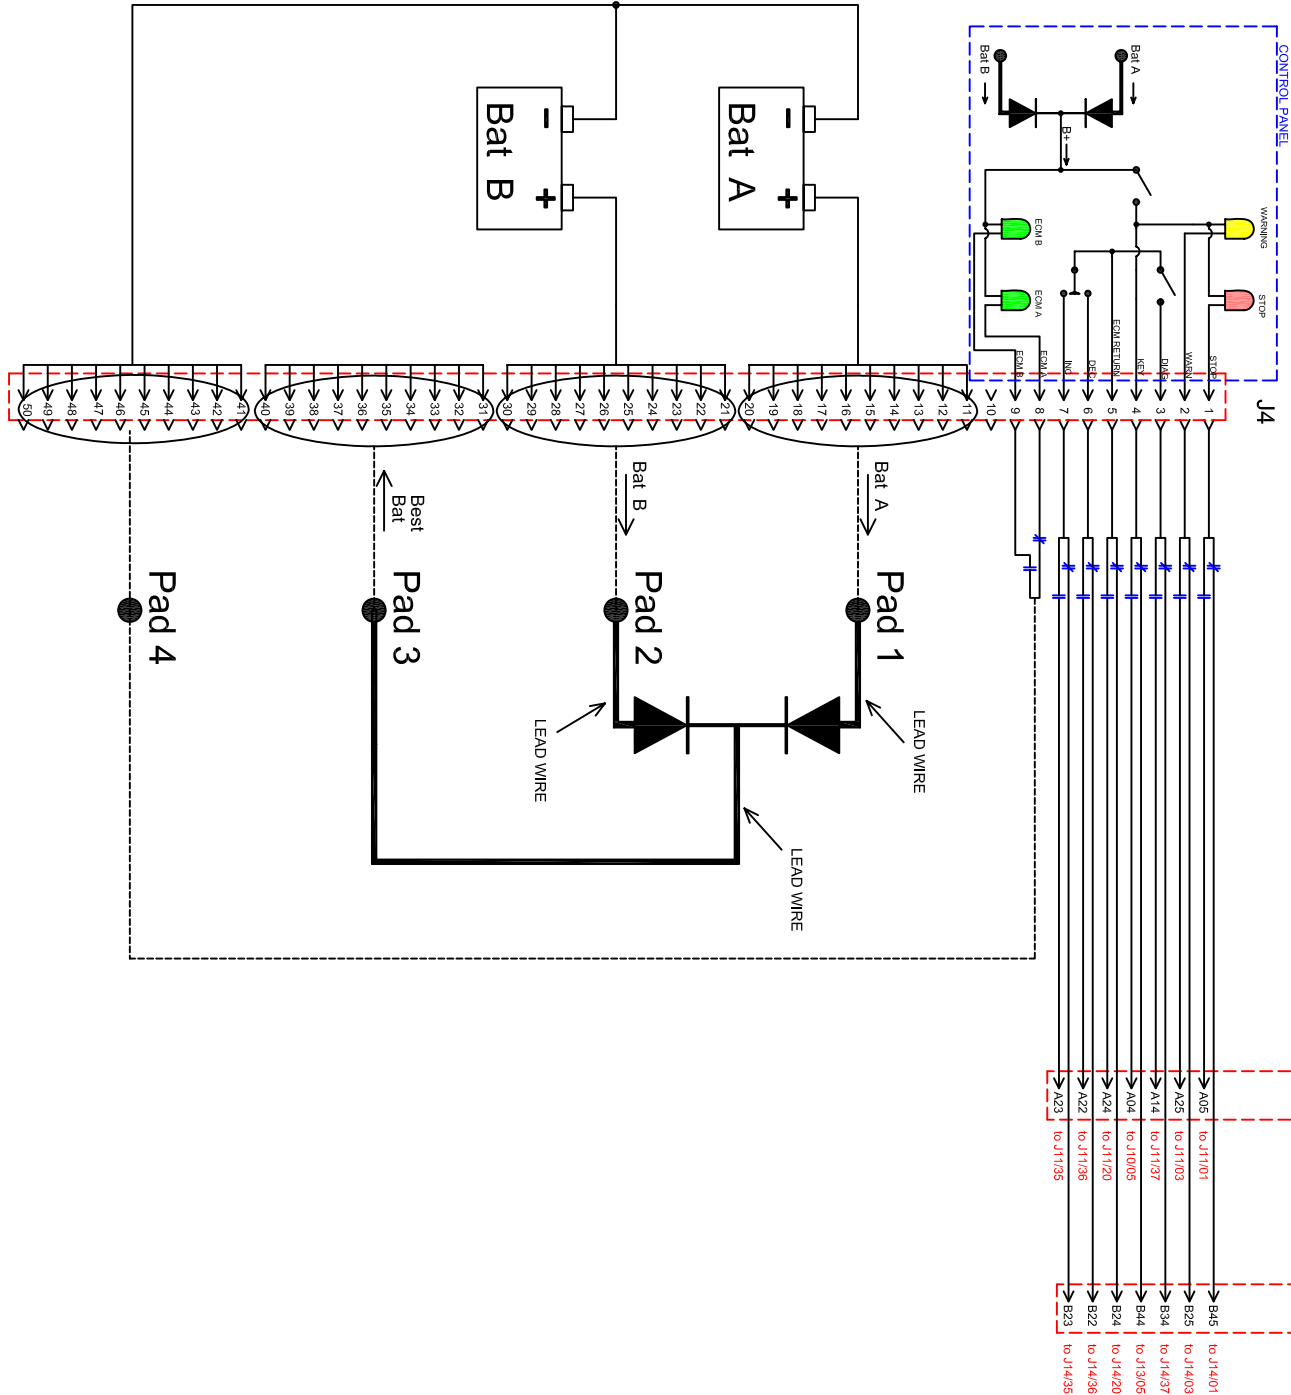 CONTROL PANEL
Bat A
Bat B
B+
WARNING
STOP
ECM B
ECM A
STOP
WARN
DIAG
KEY
ECM RETURN
DEC
INC
ECM A
ECM B
J4
1
2
3
4
5
6
7
8
9
10
11
12
13
14
15
16
17
18
19
20
21
22
23
24
25
26
27
28
29
30
31
32
33
34
35
36
37
38
39
40
41
42
43
44
45
46
47
48
49
50
Bat A
- +
Bat B
- +
Bat A
Bat B
Best
Bat
Pad 1
Pad 2
Pad 3
Pad 4
LEAD WIRE
LEAD WIRE
LEAD WIRE
A05 to J11/01
A25 to J11/03
A14 to J11/37
A04 to J10/05
A24 to J11/20
A22 to J11/36
A23 to J11/35
B45 to J14/01
B25 to J14/03
B34 to J14/37
B44 to J13/05
B24 to J14/20
B22 to J14/36
B23 to J14/35